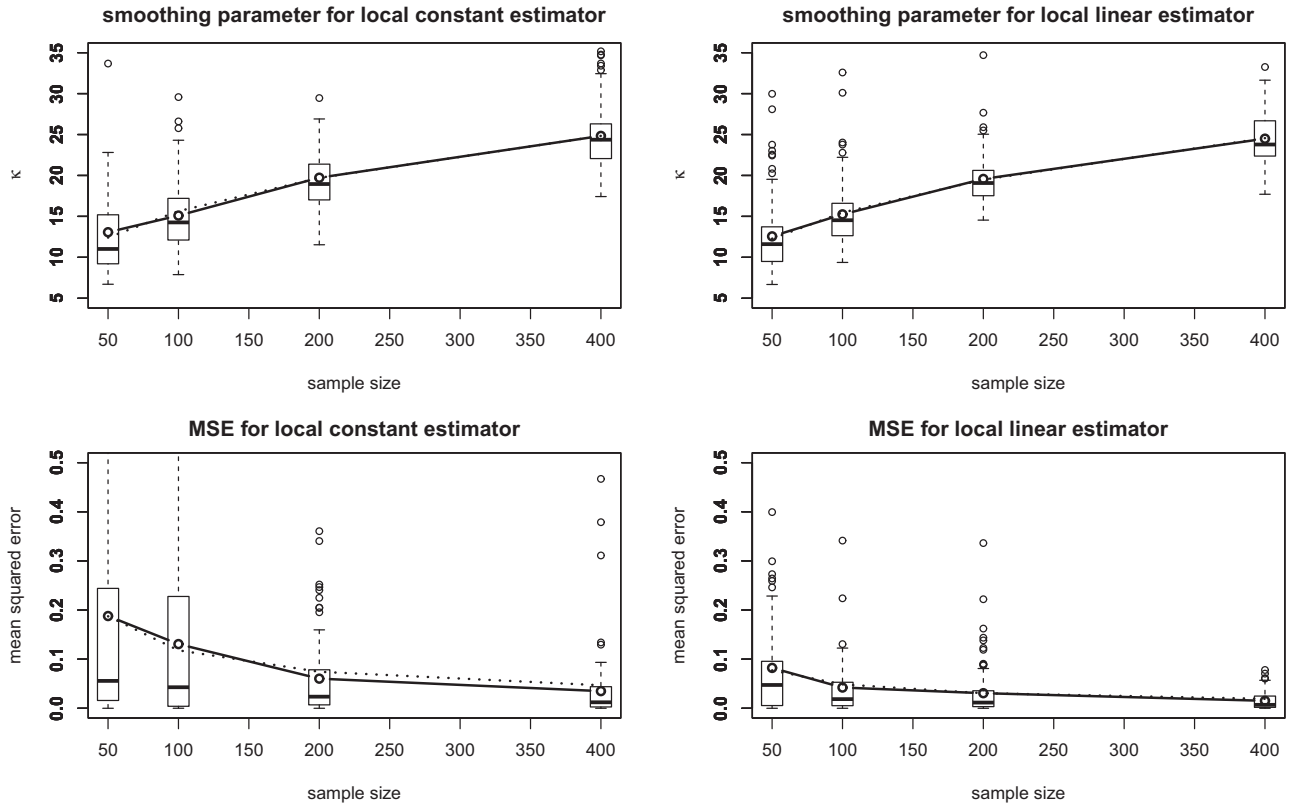 smoothing parameter for local constant estimator
κ
5 10 15 20 25 30 35
50 100 150 200 250 300 350 400
sample size
smoothing parameter for local linear estimator
κ
5 10 15 20 25 30 35
50 100 150 200 250 300 350 400
sample size
MSE for local constant estimator
mean squared error
0.0 0.1 0.2 0.3 0.4 0.5
50 100 150 200 250 300 350 400
sample size
MSE for local linear estimator
mean squared error
0.0 0.1 0.2 0.3 0.4 0.5
50 100 150 200 250 300 350 400
sample size